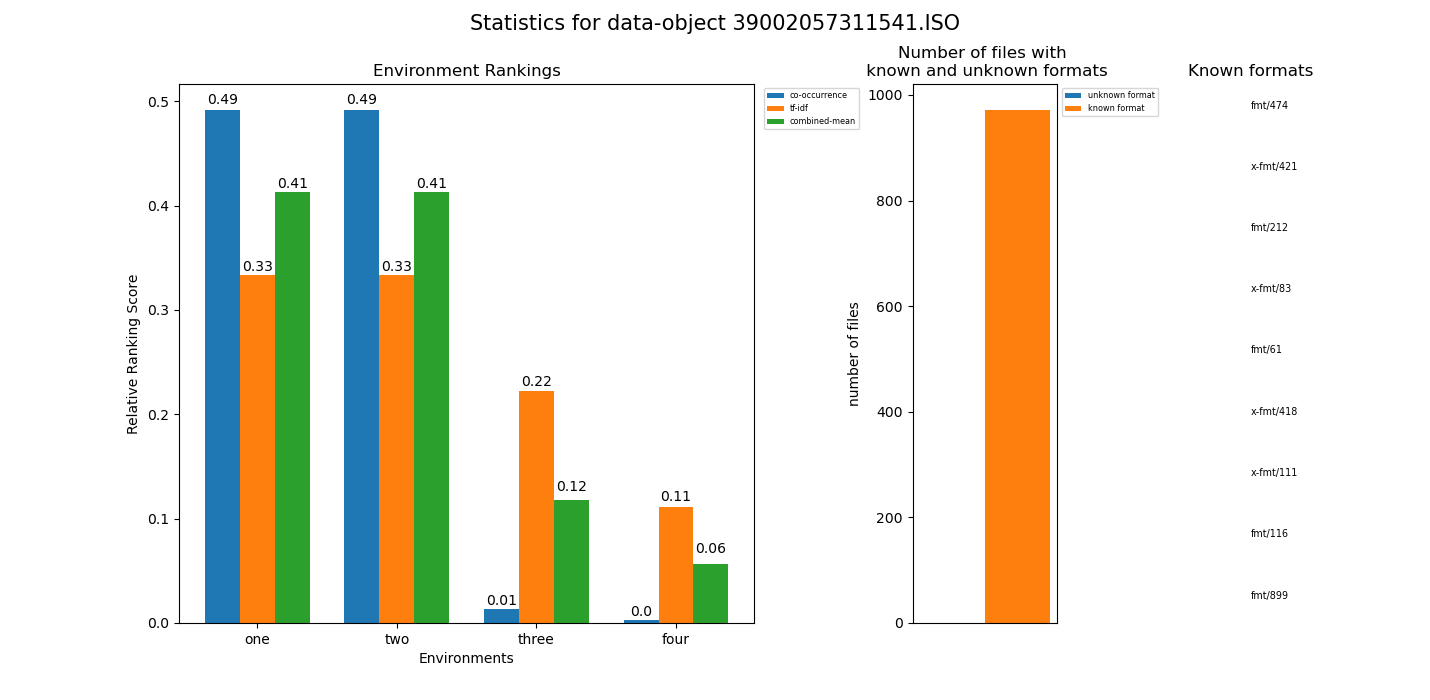 Statistics for data-object 39002057311541.ISO
Environment Rankings
0.5
0.4
0.3
0.2
0.1
0.0
Relative Ranking Score
0.49
0.33
0.41
0.49
0.33
0.41
0.01
0.22
0.12
0.0
0.11
0.06
one
two
three
four
Environments
co-occurrence
tf-idf
combined-mean
Number of files with
known and unknown formats
1000
800
600
400
200
0
number of files
unknown format
known format
Known formats
fmt/474
x-fmt/421
fmt/212
x-fmt/83
fmt/61
x-fmt/418
x-fmt/111
fmt/116
fmt/899